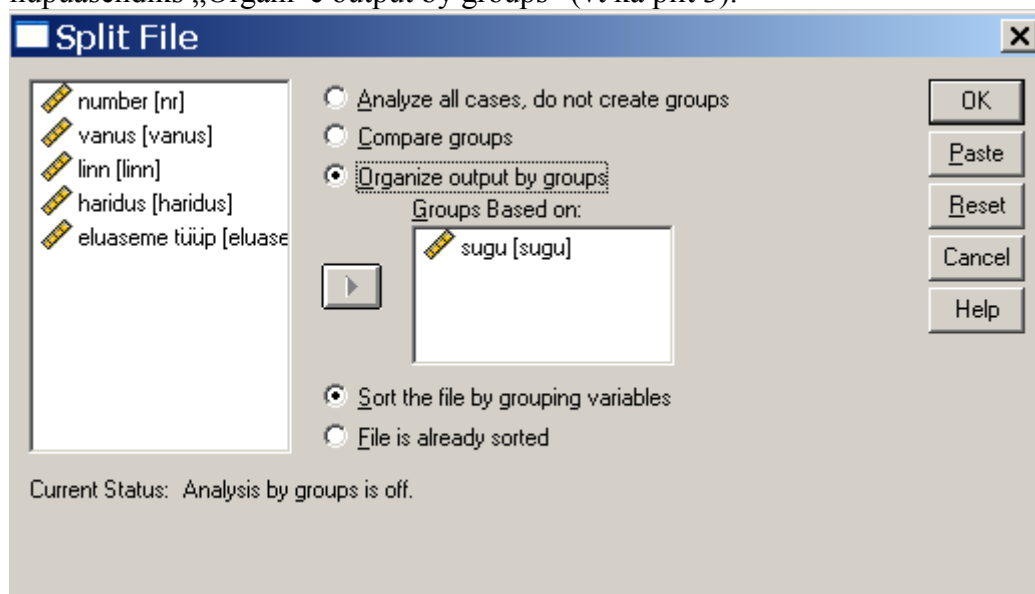 Split File
number [nr]
vanus [vanus]
linn [linn]
haridus [haridus]
eluaseme tüüp [eluase
Analyze all cases, do not create groups
Compare groups
Organize output by groups
Groups Based on:
sugu [sugu]
Sort the file by grouping variables
File is already sorted
OK
Paste
Reset
Cancel
Help
Current Status: Analysis by groups is off.